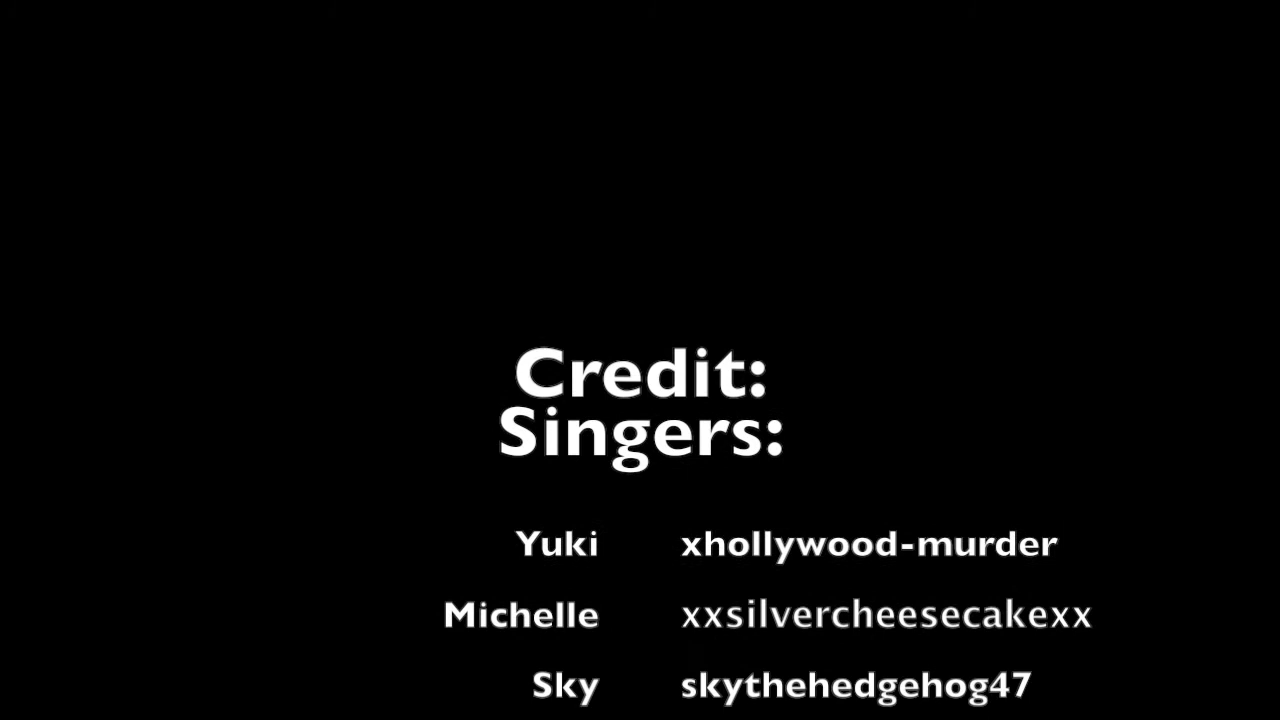 Credit:
Singers:
Yuki xhollywood-murder
Michelle xxsilvercheesecakexx
Sky skythehedgehog47